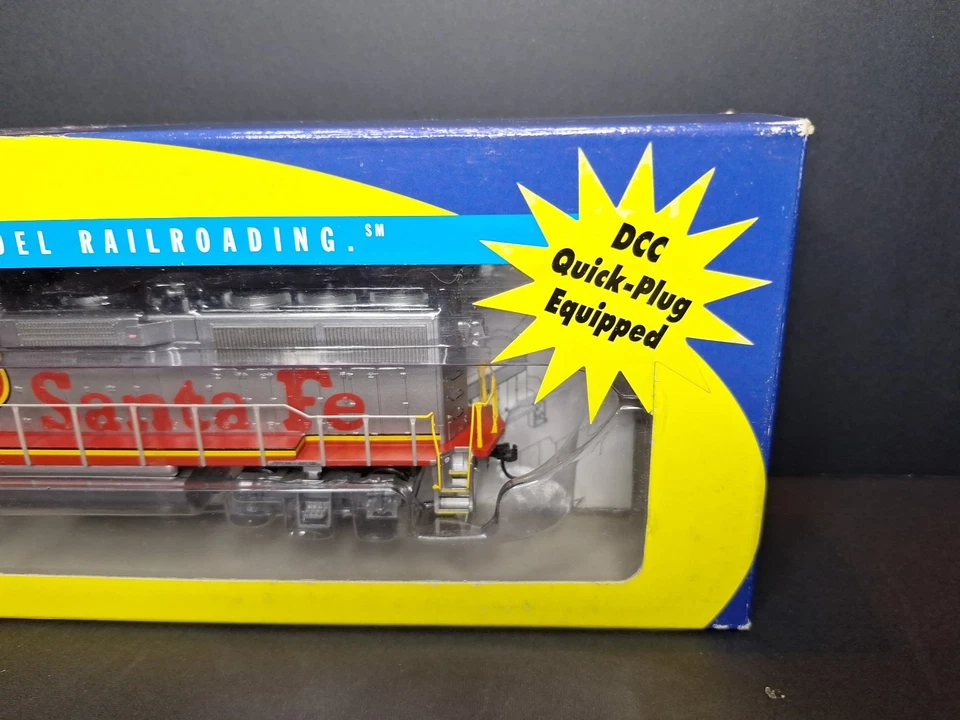 DEL RAILROADING.℠
DCC
Quick-Plug
Equipped
Santa Fe